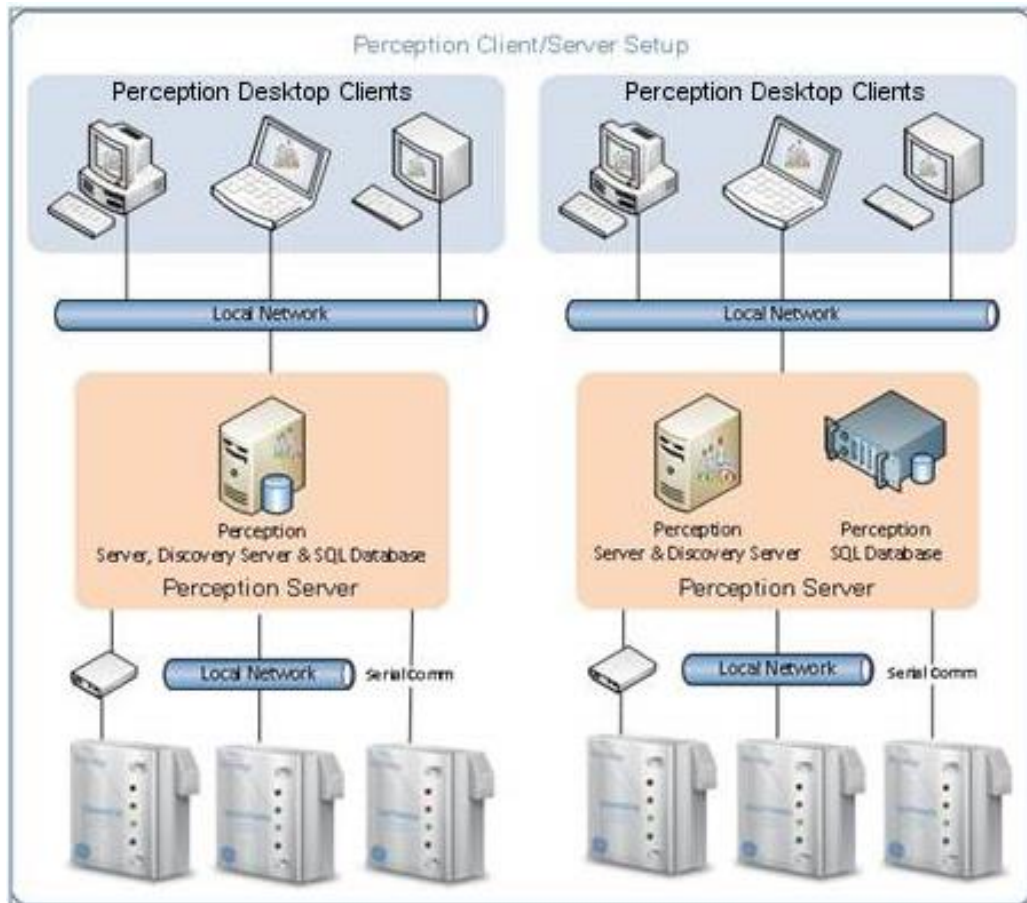 Perception Client/Server Setup
Perception Desktop Clients
Local Network
Perception
Server, Discovery Server & SQL Database
Perception Server
Local Network
Serial Comm
Perception Desktop Clients
Local Network
Perception
Server & Discovery Server
Perception
SQL Database
Perception Server
Local Network
Serial Comm